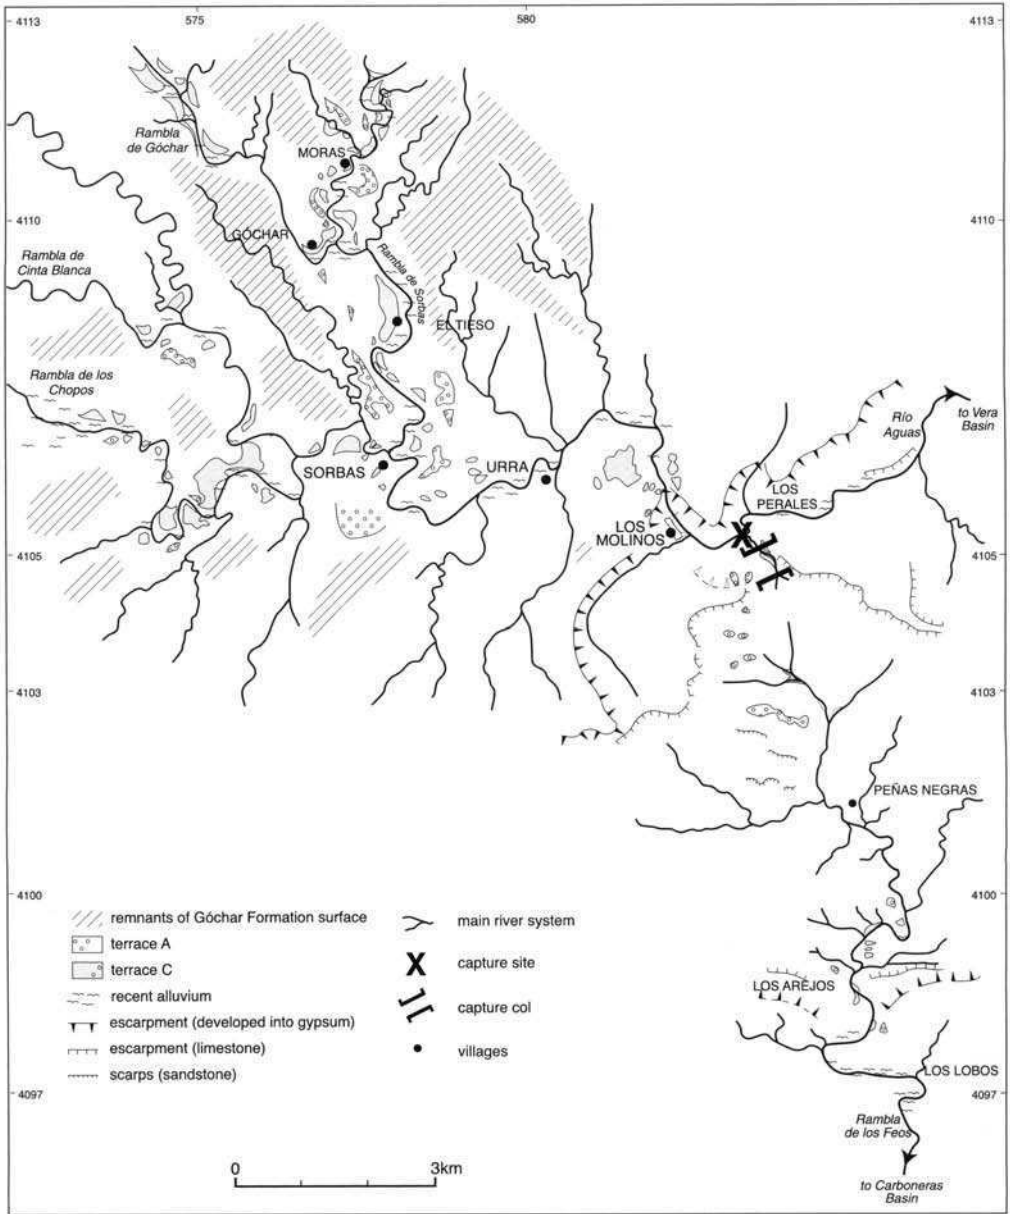 575
580
4113
4113
Rambla
de Góchar
MORAS
4110
4110
GÓCHAR
Rambla de
Cinta Blanca
Rambla de Sorbas
EL TIESO
Rambla de los
Chopos
Río
Aguas
to Vera
Basin
SORBAS
URRA
LOS
PERALES
LOS
MOLINOS
4105
4105
X
4103
4103
PEÑAS NEGRAS
4100
4100
remnants of Góchar Formation surface
terrace A
terrace C
recent alluvium
escarpment (developed into gypsum)
escarpment (limestone)
scarps (sandstone)
main river system
X
capture site
capture col
villages
LOS AREJOS
LOS LOBOS
4097
4097
Rambla
de los Feos
0
3km
to Carboneras
Basin